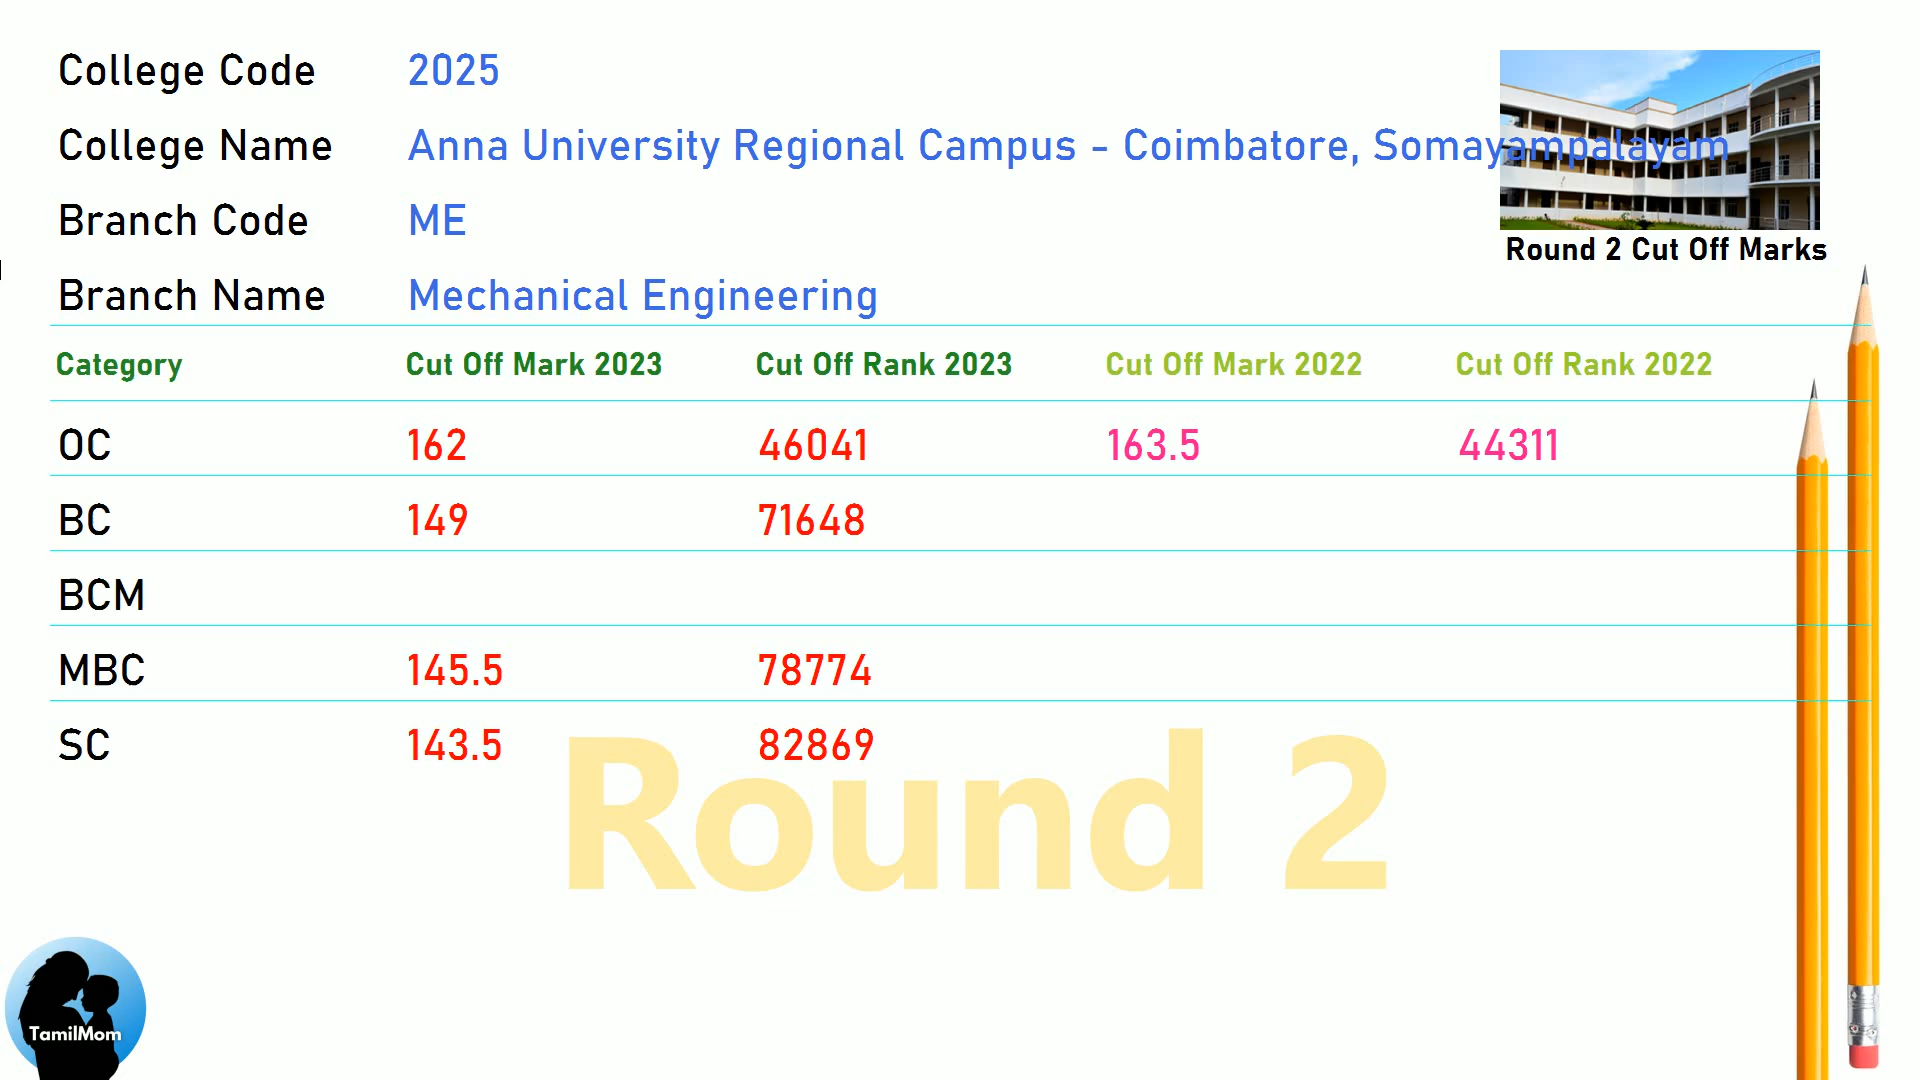 College Code 2025
College Name Anna University Regional Campus - Coimbatore, Somayampalayam
Branch Code ME
Round 2 Cut Off Marks
Branch Name Mechanical Engineering
Category Cut Off Mark 2023 Cut Off Rank 2023 Cut Off Mark 2022 Cut Off Rank 2022
OC 162 46041 163.5 44311
BC 149 71648
BCM
MBC 145.5 78774
SC 143.5 82869
Round 2
TamilMom